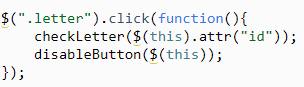 $(".letter").click(function(){
    checkLetter($(this).attr("id"));
    disableButton($(this));
});